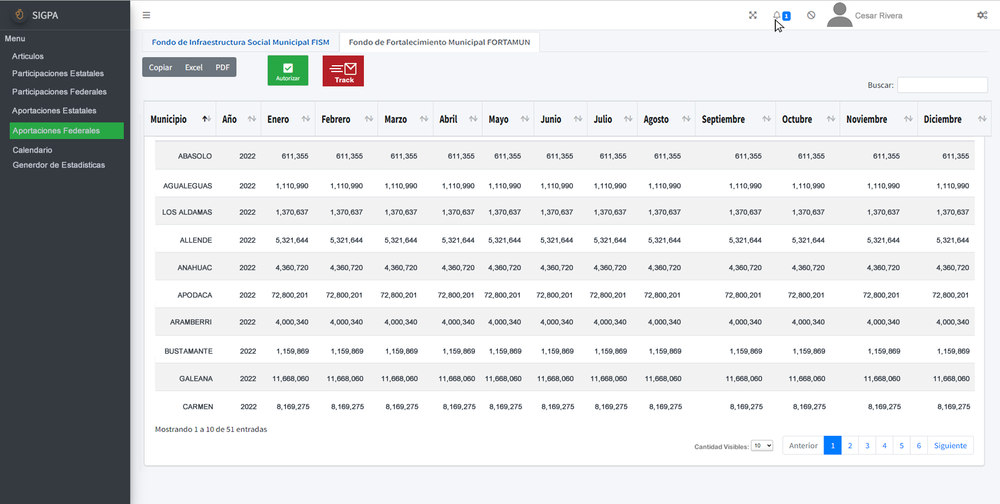 SIGPA
1
Cesar Rivera
Menu
Articulos
Participaciones Estatales
Participaciones Federales
Aportaciones Estatales
Aportaciones Federales
Calendario
Generdor de Estadisticas
Fondo de Infraestructura Social Municipal FISM Fondo de Fortalecimiento Municipal FORTAMUN
Copiar Excel PDF
Autorizar
Track
Buscar:
Municipio Año Enero Febrero Marzo Abril Mayo Junio Julio Agosto Septiembre Octubre Noviembre Diciembre
ABASOLO 2022 611,355 611,355 611,355 611,355 611,355 611,355 611,355 611,355 611,355 611,355 611,355 611,355
AGUALEGUAS 2022 1,110,990 1,110,990 1,110,990 1,110,990 1,110,990 1,110,990 1,110,990 1,110,990 1,110,990 1,110,990 1,110,990 1,110,990
LOS ALDAMAS 2022 1,370,637 1,370,637 1,370,637 1,370,637 1,370,637 1,370,637 1,370,637 1,370,637 1,370,637 1,370,637 1,370,637 1,370,637
ALLENDE 2022 5,321,644 5,321,644 5,321,644 5,321,644 5,321,644 5,321,644 5,321,644 5,321,644 5,321,644 5,321,644 5,321,644 5,321,644
ANAHUAC 2022 4,360,720 4,360,720 4,360,720 4,360,720 4,360,720 4,360,720 4,360,720 4,360,720 4,360,720 4,360,720 4,360,720 4,360,720
APODACA 2022 72,800,201 72,800,201 72,800,201 72,800,201 72,800,201 72,800,201 72,800,201 72,800,201 72,800,201 72,800,201 72,800,201 72,800,201
ARAMBERRI 2022 4,000,340 4,000,340 4,000,340 4,000,340 4,000,340 4,000,340 4,000,340 4,000,340 4,000,340 4,000,340 4,000,340 4,000,340
BUSTAMANTE 2022 1,159,869 1,159,869 1,159,869 1,159,869 1,159,869 1,159,869 1,159,869 1,159,869 1,159,869 1,159,869 1,159,869 1,159,869
GALEANA 2022 11,668,060 11,668,060 11,668,060 11,668,060 11,668,060 11,668,060 11,668,060 11,668,060 11,668,060 11,668,060 11,668,060 11,668,060
CARMEN 2022 8,169,275 8,169,275 8,169,275 8,169,275 8,169,275 8,169,275 8,169,275 8,169,275 8,169,275 8,169,275 8,169,275 8,169,275
Mostrando 1 a 10 de 51 entradas
Cantidad Visibles: 10 Anterior 1 2 3 4 5 6 Siguiente